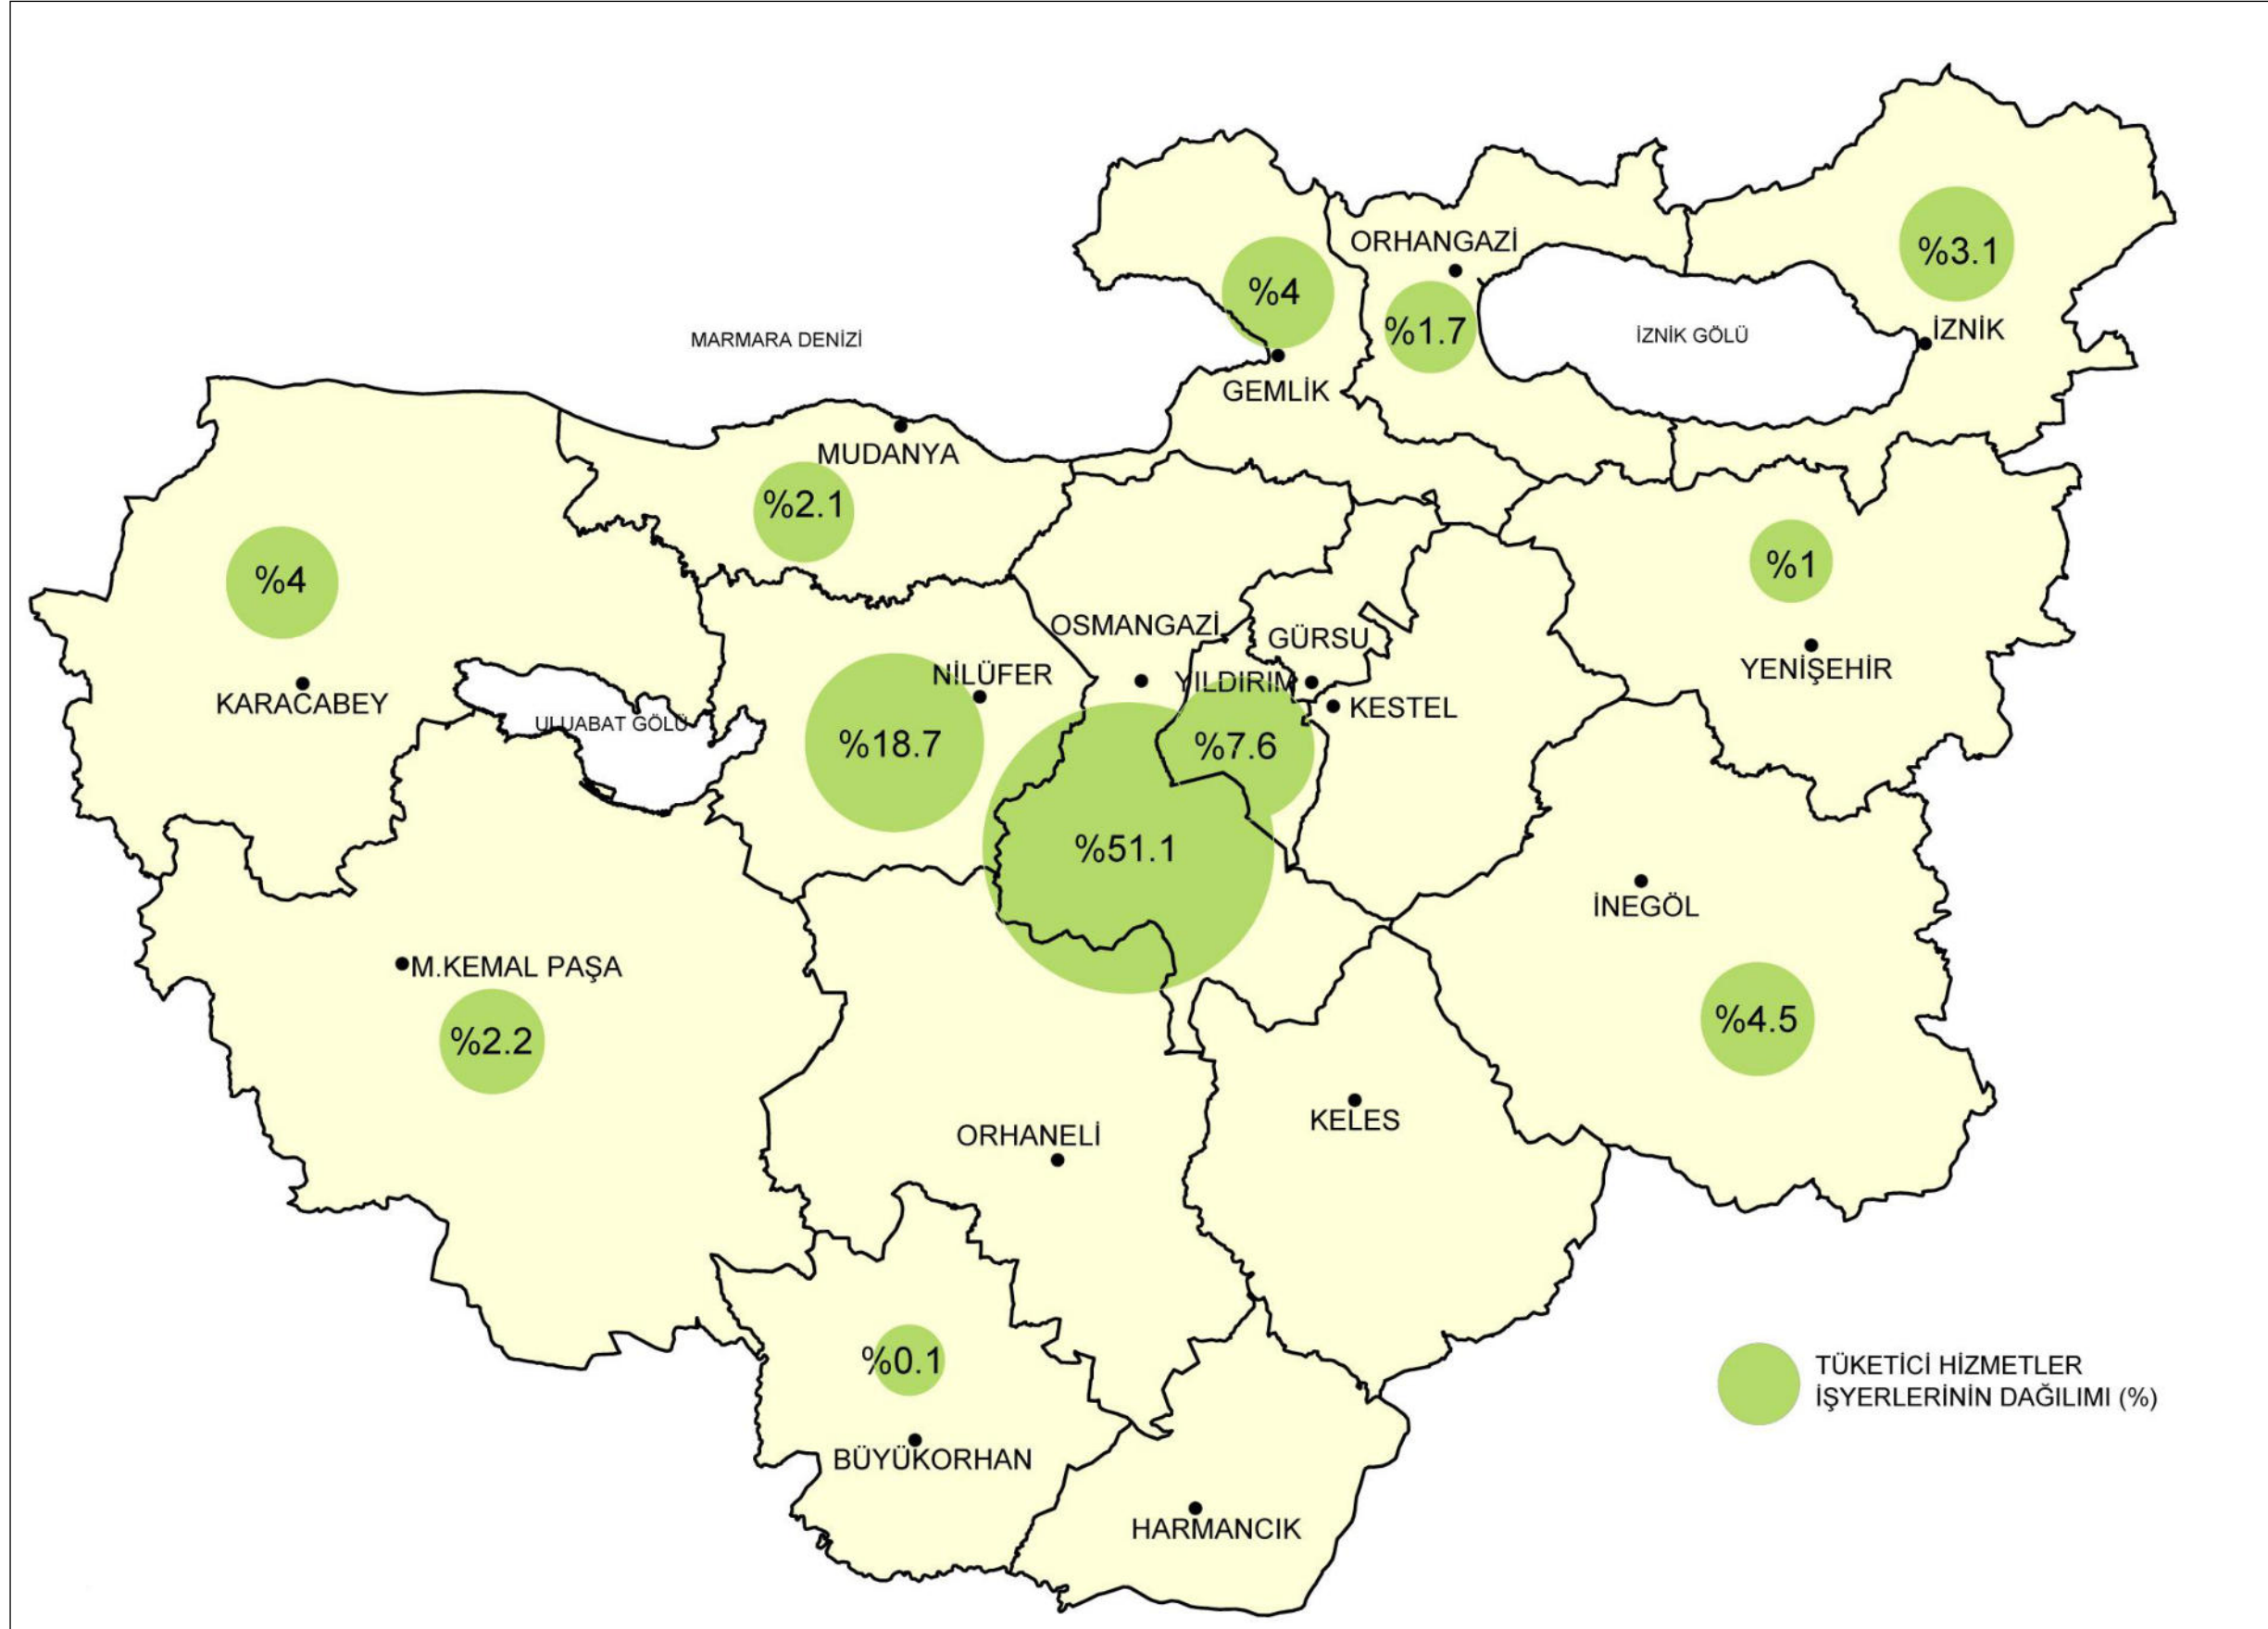 %3.1
ORHANGAZİ
%4
%1.7
İZNİK
İZNİK GÖLÜ
MARMARA DENİZİ
GEMLİK
MUDANYA
%2.1
%4
%1
OSMANGAZİ
GÜRSU
YENİŞEHİR
NİLÜFER
YILDIRIM
KARACABEY
KESTEL
ULUABAT GÖLÜ
%18.7
%7.6
%51.1
İNEGÖL
M.KEMAL PAŞA
%4.5
%2.2
KELES
ORHANELİ
%0.1
TÜKETİCİ HİZMETLER
İŞYERLERİNİN DAĞILIMI (%)
BÜYÜKORHAN
HARMANCIK